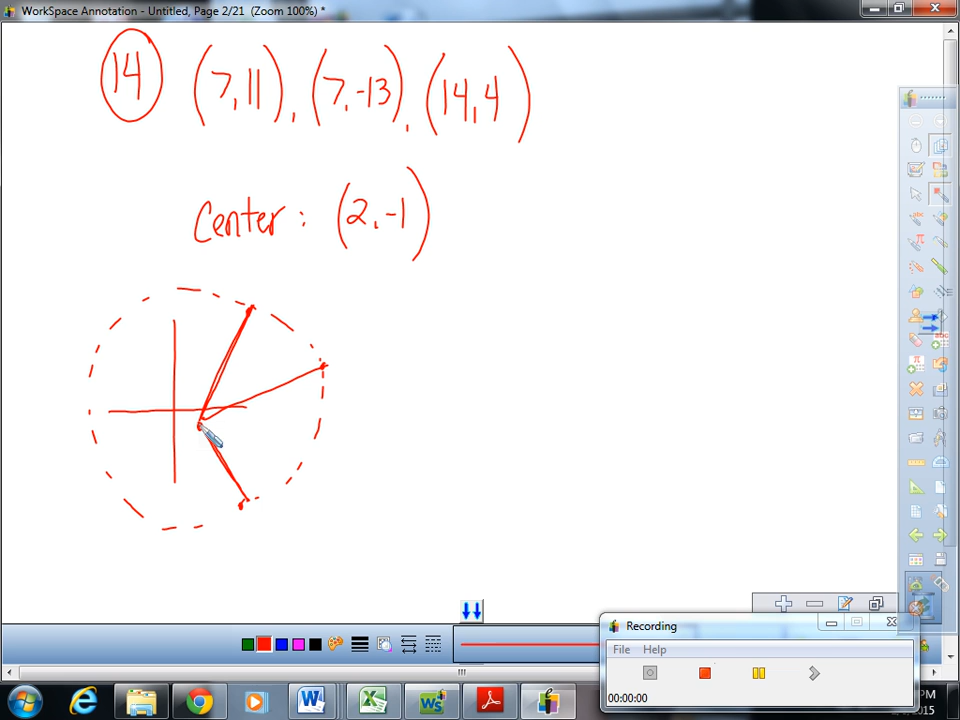 WorkSpace Annotation - Untitled, Page 2/21 (Zoom 100%) *
14 (7,11), (7,-13), (14,4)
Center: (2,-1)
Recording
File Help
00:00:00